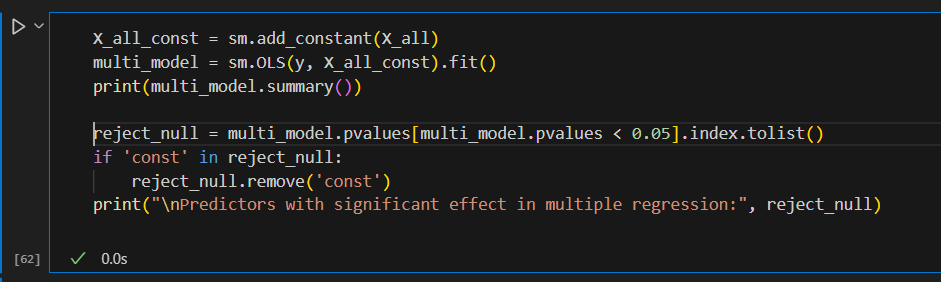 X_all_const = sm.add_constant(X_all)
multi_model = sm.OLS(y, X_all_const).fit()
print(multi_model.summary())
reject_null = multi_model.pvalues[multi_model.pvalues < 0.05].index.tolist()
if 'const' in reject_null:
    reject_null.remove('const')
print("\nPredictors with significant effect in multiple regression:", reject_null)
[62] ✓ 0.0s